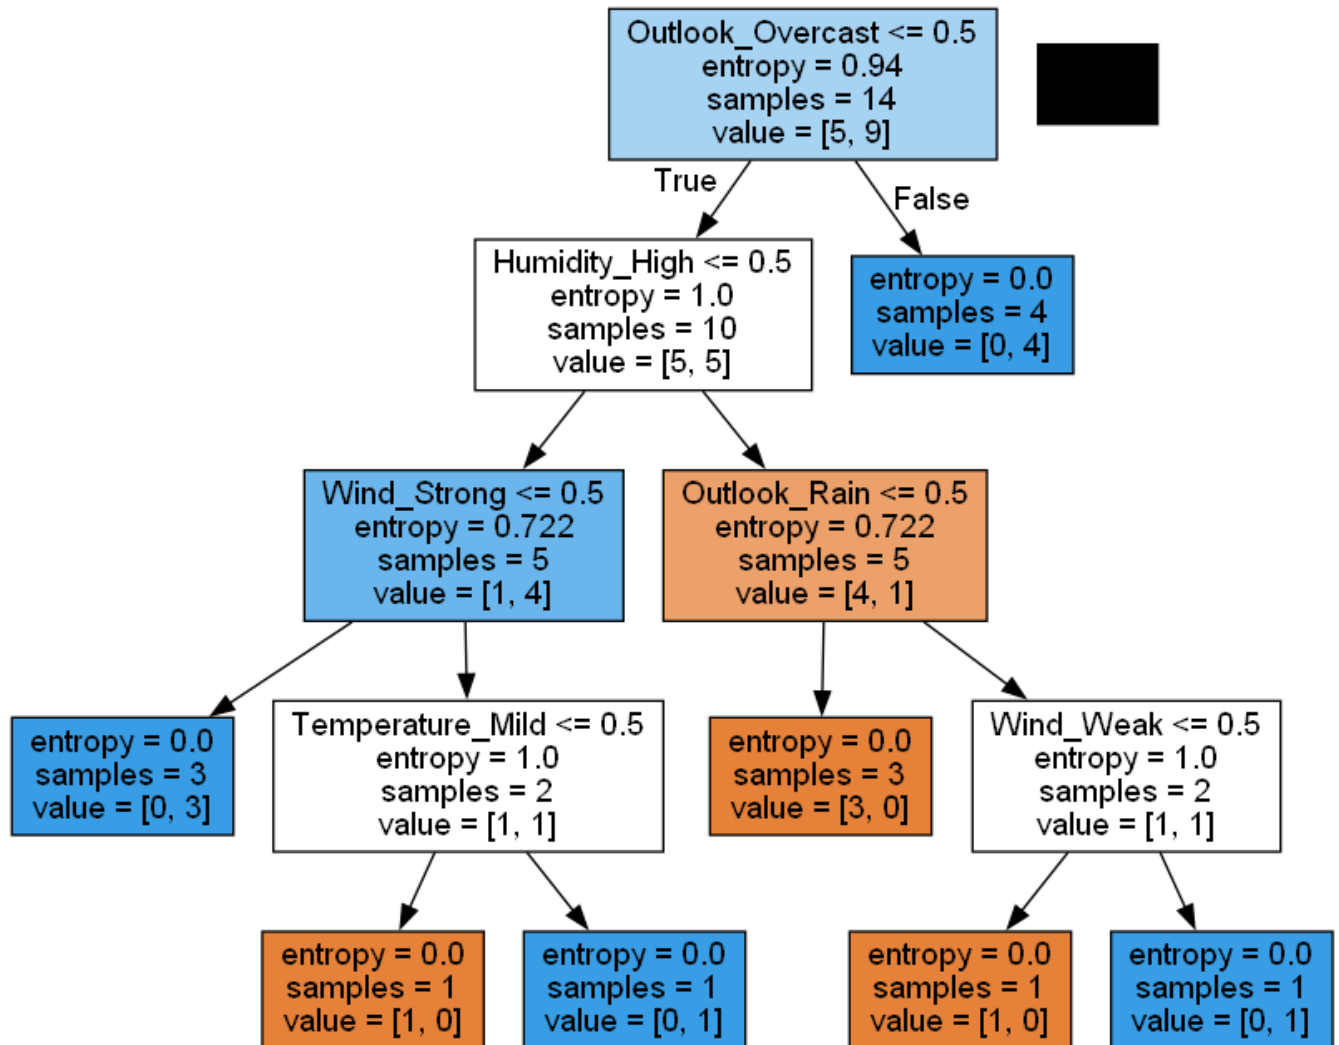 Outlook_Overcast <= 0.5
entropy = 0.94
samples = 14
value = [5, 9]
True
False
Humidity_High <= 0.5
entropy = 1.0
samples = 10
value = [5, 5]
entropy = 0.0
samples = 4
value = [0, 4]
Wind_Strong <= 0.5
entropy = 0.722
samples = 5
value = [1, 4]
Outlook_Rain <= 0.5
entropy = 0.722
samples = 5
value = [4, 1]
entropy = 0.0
samples = 3
value = [0, 3]
Temperature_Mild <= 0.5
entropy = 1.0
samples = 2
value = [1, 1]
entropy = 0.0
samples = 3
value = [3, 0]
Wind_Weak <= 0.5
entropy = 1.0
samples = 2
value = [1, 1]
entropy = 0.0
samples = 1
value = [1, 0]
entropy = 0.0
samples = 1
value = [0, 1]
entropy = 0.0
samples = 1
value = [1, 0]
entropy = 0.0
samples = 1
value = [0, 1]